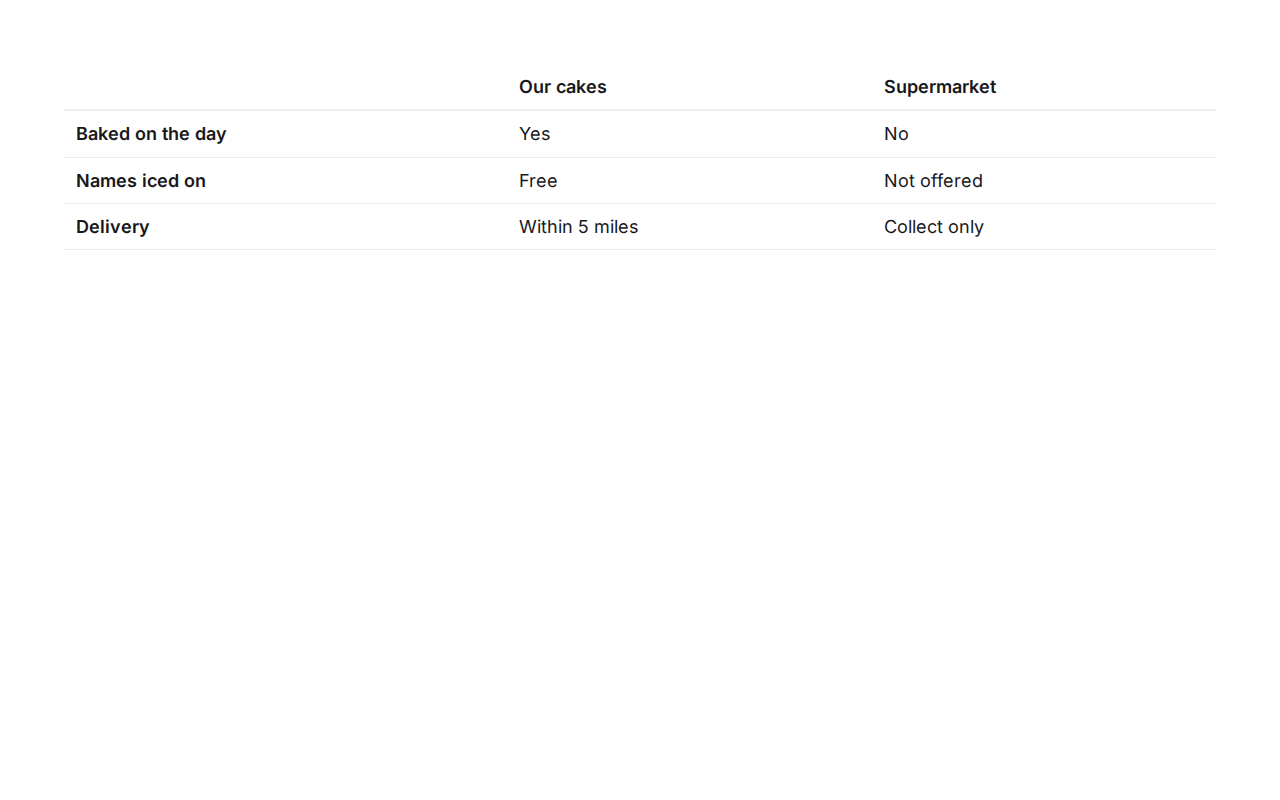 Our cakes Supermarket
Baked on the day Yes No
Names iced on Free Not offered
Delivery Within 5 miles Collect only